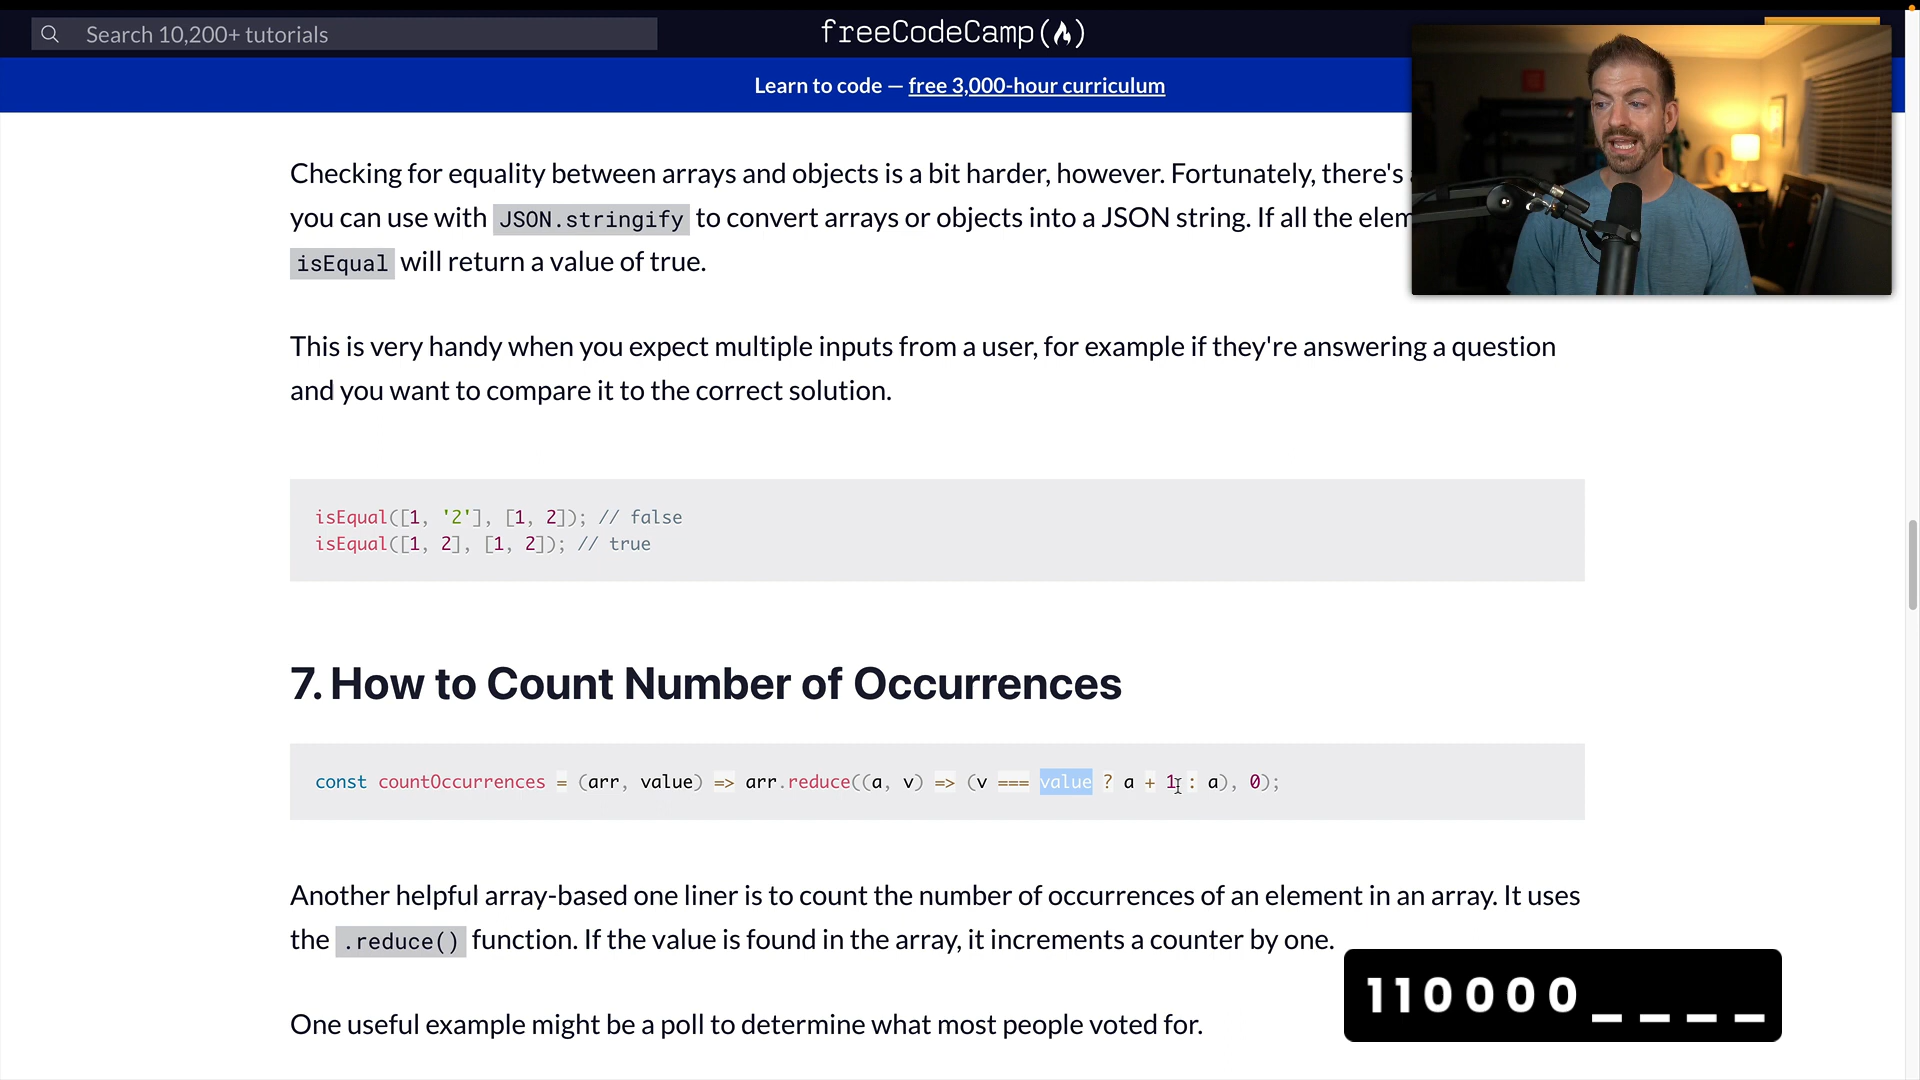 Search 10,200+ tutorials
freeCodeCamp(🔥)
Learn to code — free 3,000-hour curriculum
Checking for equality between arrays and objects is a bit harder, however. Fortunately, there's
you can use with JSON.stringify to convert arrays or objects into a JSON string. If all the elem
isEqual will return a value of true.
This is very handy when you expect multiple inputs from a user, for example if they're answering a question
and you want to compare it to the correct solution.
isEqual([1, '2'], [1, 2]); // false
isEqual([1, 2], [1, 2]); // true
7. How to Count Number of Occurrences
const countOccurrences = (arr, value) => arr.reduce((a, v) => (v === value ? a + 1 : a), 0);
Another helpful array-based one liner is to count the number of occurrences of an element in an array. It uses
the .reduce() function. If the value is found in the array, it increments a counter by one.
One useful example might be a poll to determine what most people voted for.
110000_ _ _ _